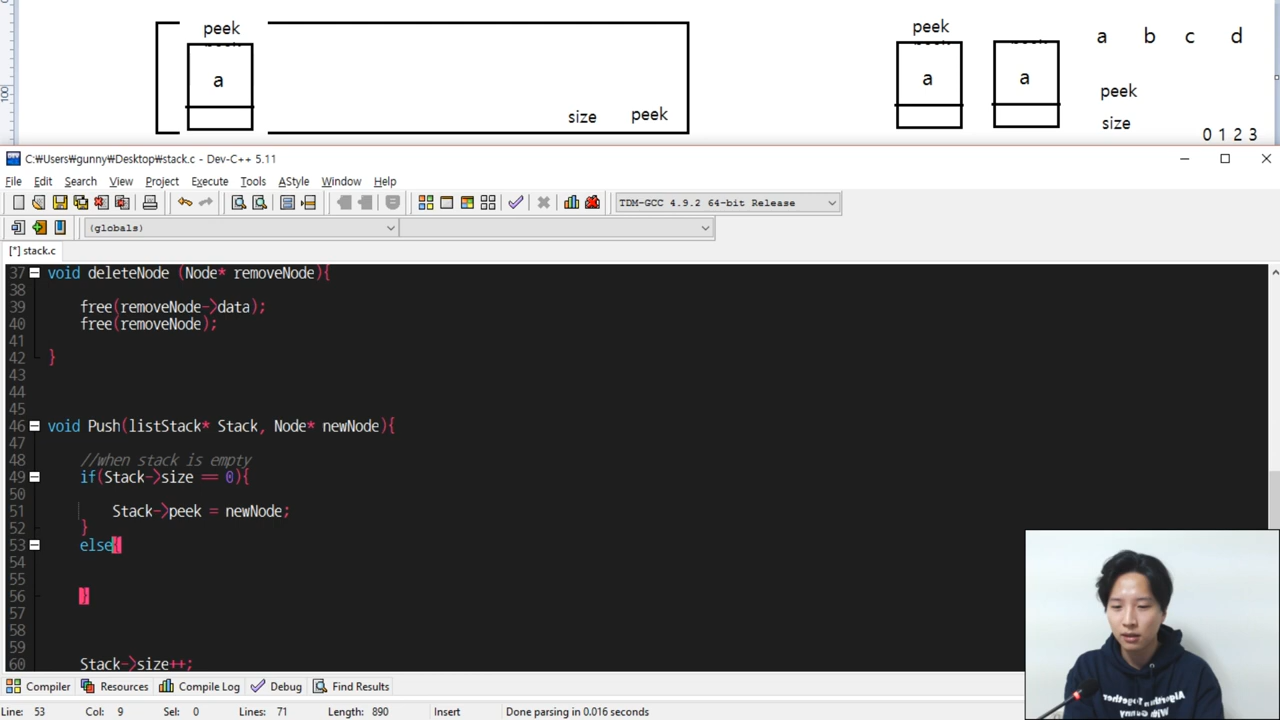 peek
a
size
peek
peek
a
a
a b c d
peek
size
0 1 2 3
100
C:₩Users₩gunny₩Desktop₩stack.c - Dev-C++ 5.11
File Edit Search View Project Execute Tools AStyle Window Help
TDM-GCC 4.9.2 64-bit Release
(globals)
[*] stack.c
37 void deleteNode (Node* removeNode){
38
39 free(removeNode->data);
40 free(removeNode);
41
42 }
43
44
45
46 void Push(listStack* Stack, Node* newNode){
47
48 //when stack is empty
49 if(Stack->size == 0){
50
51 Stack->peek = newNode;
52 }
53 else{
54
55
56 }
57
58
59
60 Stack->size++;
Compiler Resources Compile Log Debug Find Results
Line: 53 Col: 9 Sel: 0 Lines: 71 Length: 890 Insert Done parsing in 0.016 seconds
Algorithm Together
With Gunny